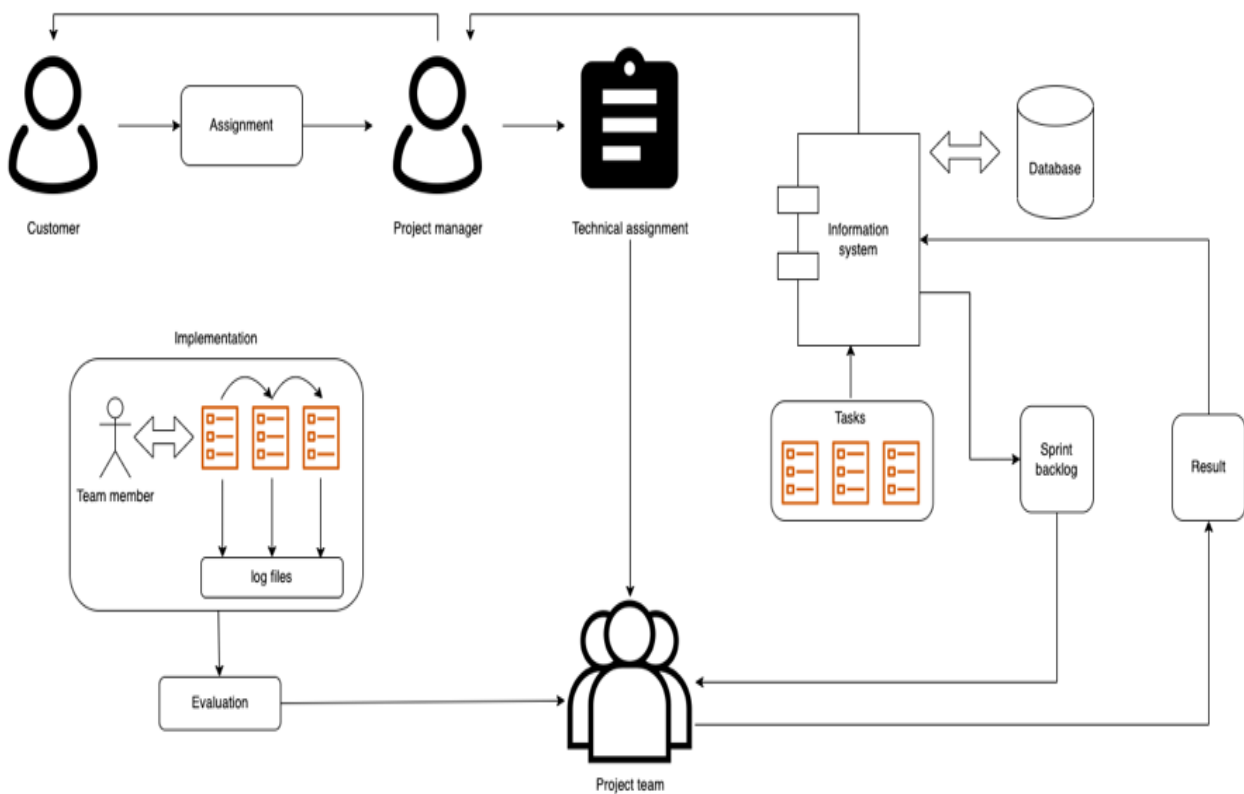 Assignment
Database
Customer
Project manager
Technical assignment
Information
system
Implementation
Tasks
Team member
Sprint
backlog
Result
log files
Evaluation
Project team